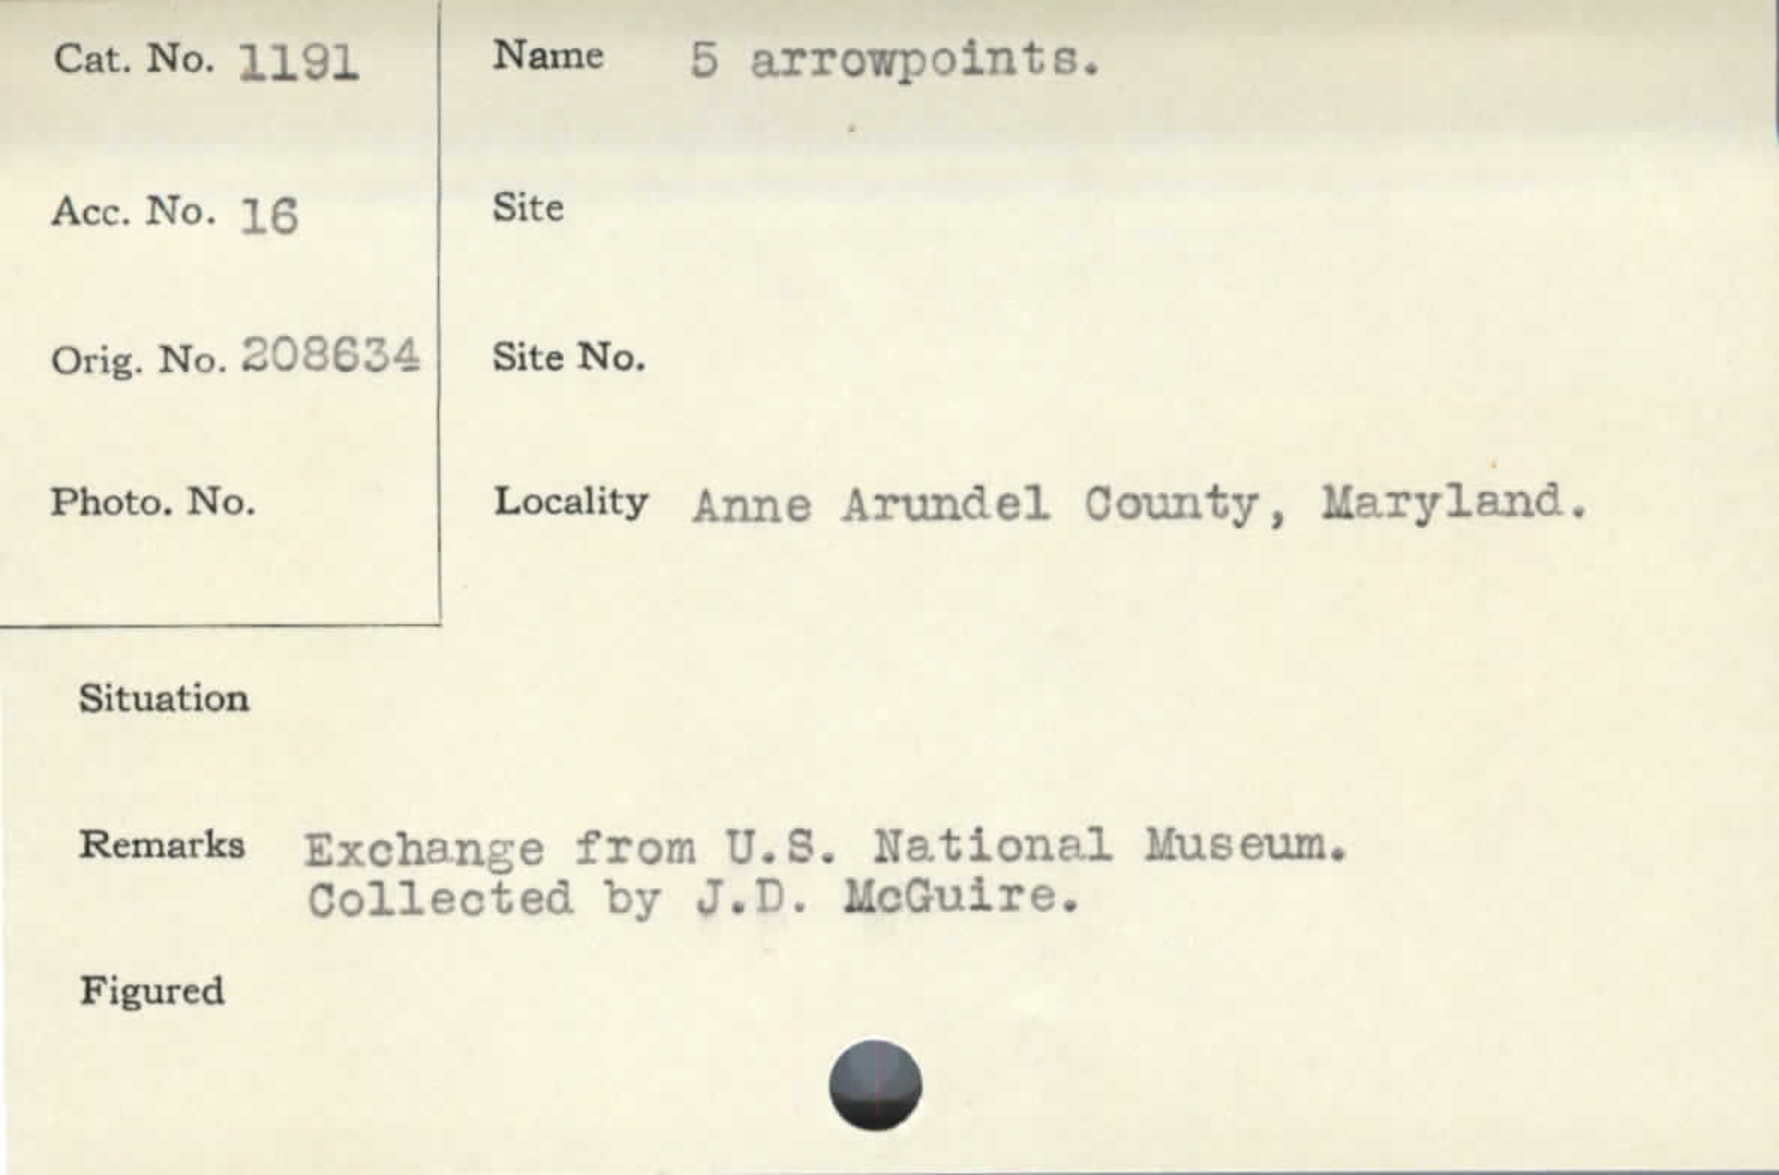 Cat. No. 1191
Name 5 arrowpoints.
Acc. No. 16
Site
Orig. No. 208634
Site No.
Photo. No.
Locality Anne Arundel County, Maryland.
Situation
Remarks Exchange from U.S. National Museum.
Collected by J.D. McGuire.
Figured